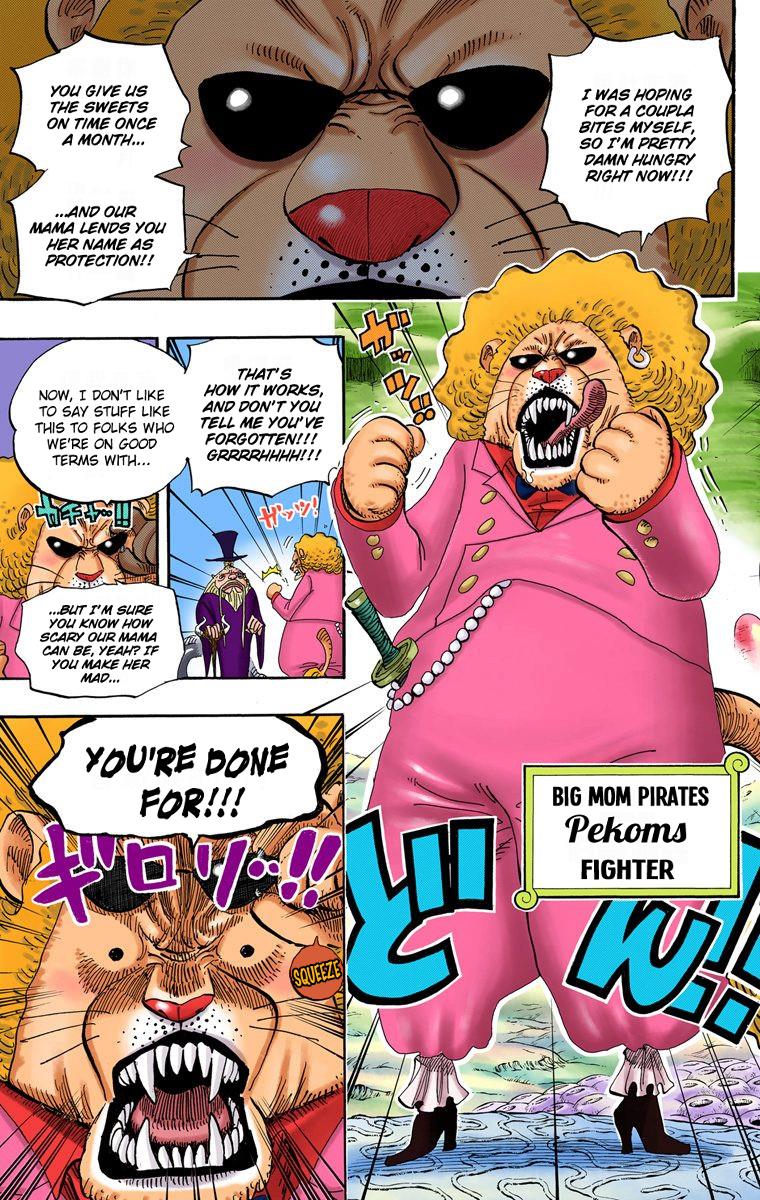 I WAS HOPING
FOR A COUPLA
BITES MYSELF,
SO I'M PRETTY
DAMN HUNGRY
RIGHT NOW!!!
YOU GIVE US
THE SWEETS
ON TIME ONCE
A MONTH...
...AND OUR
MAMA LENDS YOU
HER NAME AS
PROTECTION!!
ガッシ!!
BIG MOM PIRATES
Pekoms
FIGHTER
どん!!
THAT'S
HOW IT WORKS,
AND DON'T YOU
TELL ME YOU'VE
FORGOTTEN!!!
GRRRRHHHH!!!
ガッツ!
NOW, I DON'T LIKE
TO SAY STUFF LIKE
THIS TO FOLKS WHO
WE'RE ON GOOD
TERMS WITH...
...BUT I'M SURE
YOU KNOW HOW
SCARY OUR MAMA
CAN BE, YEAH? IF
YOU MAKE HER
MAD...
YOU'RE DONE
FOR!!!
ギロリ..!!
SQUEEZE